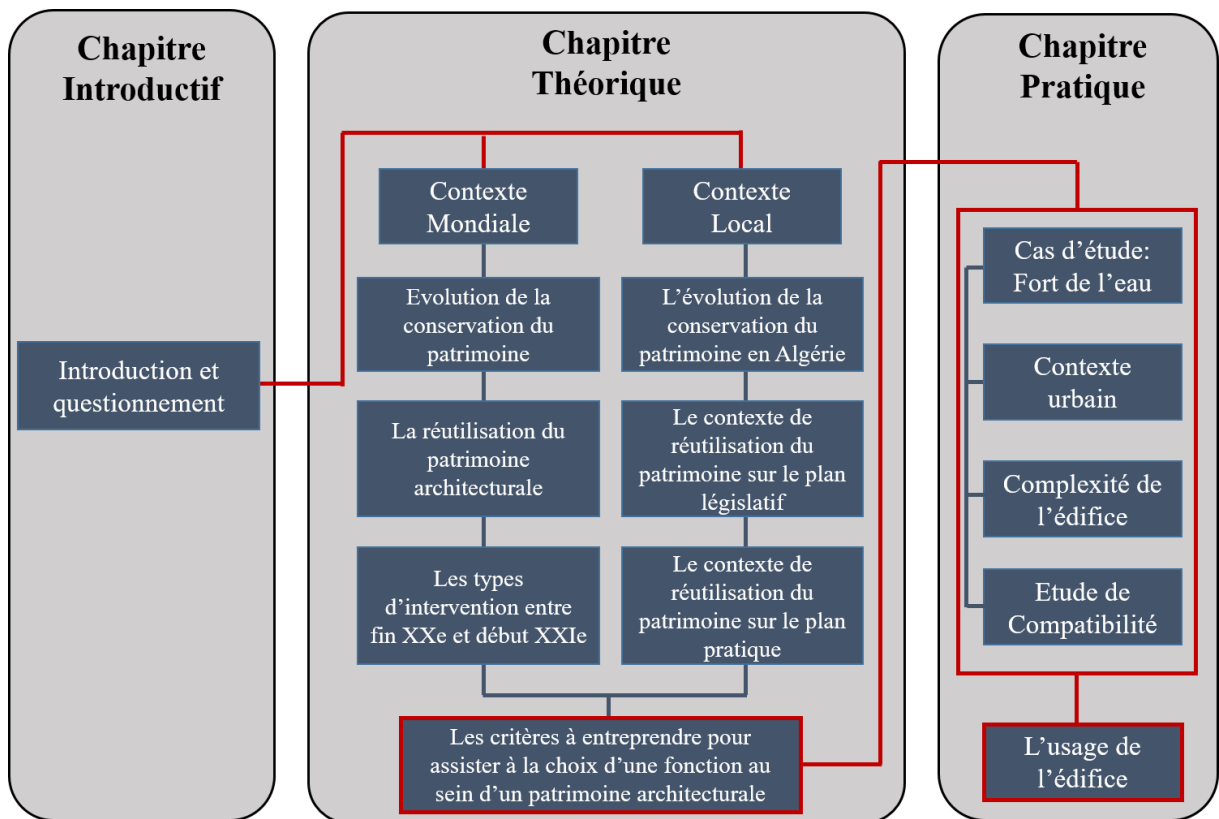 Chapitre
Introductif
Introduction et
questionnement
Chapitre
Théorique
Contexte
Mondiale
Evolution de la
conservation du
patrimoine
La réutilisation du
patrimoine
architecturale
Les types
d’intervention entre
fin XXe et début XXIe
Contexte
Local
L’évolution de la
conservation du
patrimoine en Algérie
Le contexte de
réutilisation du
patrimoine sur le plan
législatif
Le contexte de
réutilisation du
patrimoine sur le plan
pratique
Les critères à entreprendre pour
assister à la choix d’une fonction au
sein d’un patrimoine architecturale
Chapitre
Pratique
Cas d’étude:
Fort de l’eau
Contexte
urbain
Complexité de
l’édifice
Etude de
Compatibilité
L’usage de
l’édifice